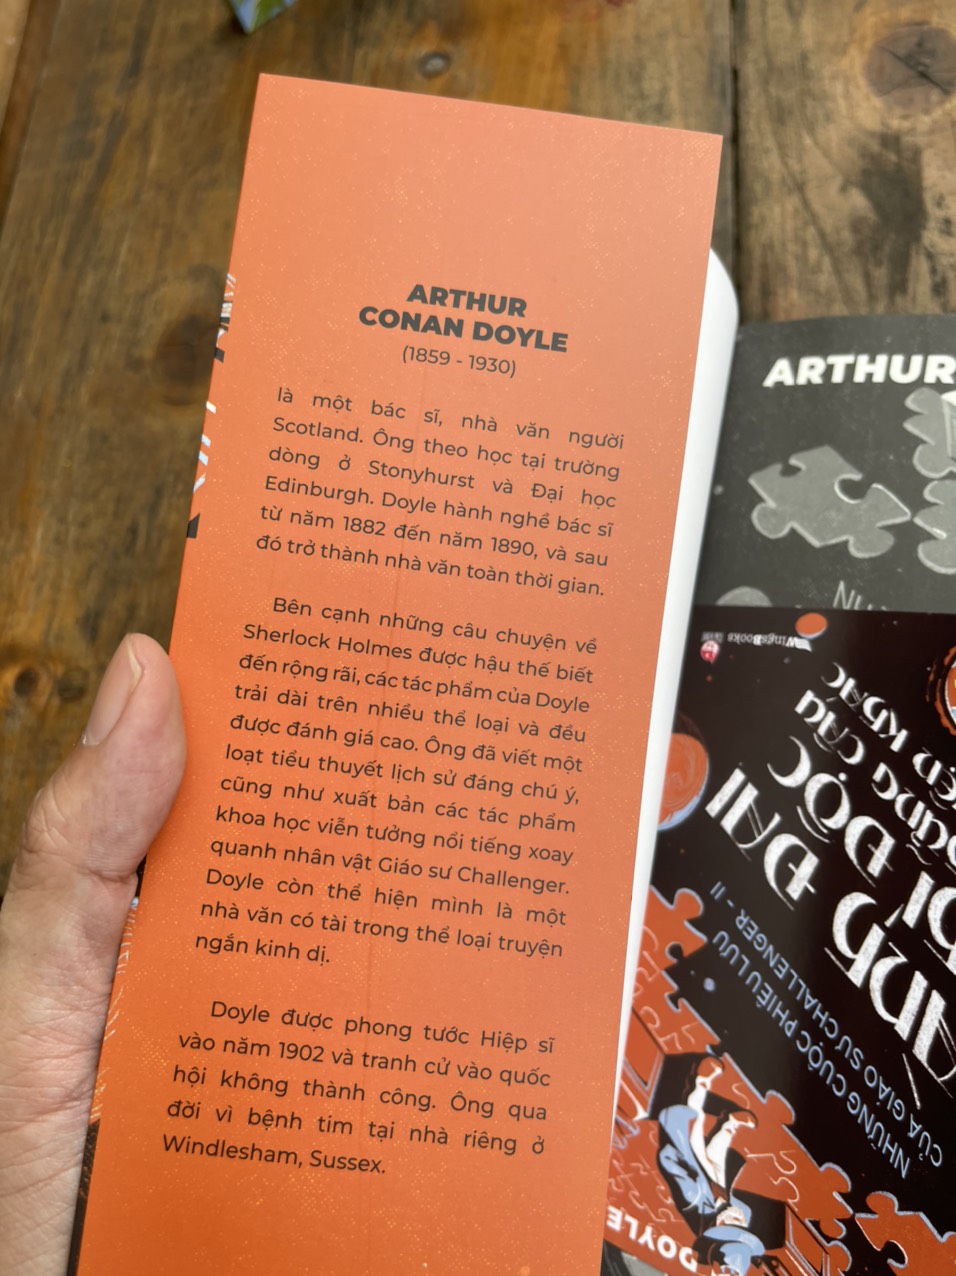 ARTHUR
CONAN DOYLE
(1859 - 1930)
là một bác sĩ, nhà văn người
Scotland. Ông theo học tại trường
dòng ở Stonyhurst và Đại học
Edinburgh. Doyle hành nghề bác sĩ
từ năm 1882 đến năm 1890, và sau
đó trở thành nhà văn toàn thời gian.
Bên cạnh những câu chuyện về
Sherlock Holmes được hậu thế biết
đến rộng rãi, các tác phẩm của Doyle
trải dài trên nhiều thể loại và đều
được đánh giá cao. Ông đã viết một
loạt tiểu thuyết lịch sử đáng chú ý,
cũng như xuất bản các tác phẩm
khoa học viễn tưởng nổi tiếng xoay
quanh nhân vật Giáo sư Challenger.
Doyle còn thể hiện mình là một
nhà văn có tài trong thể loại truyện
ngắn kinh dị.
Doyle được phong tước Hiệp sĩ
vào năm 1902 và tranh cử vào quốc
hội không thành công. Ông qua
đời vì bệnh tim tại nhà riêng ở
Windlesham, Sussex.
ARTHUR
WingsBooks
ĐẠI
ĐỘC
NHỮNG CUỘC PHIÊU LƯU
CỦA GIÁO SƯ CHALLENGER - II
DOYLE